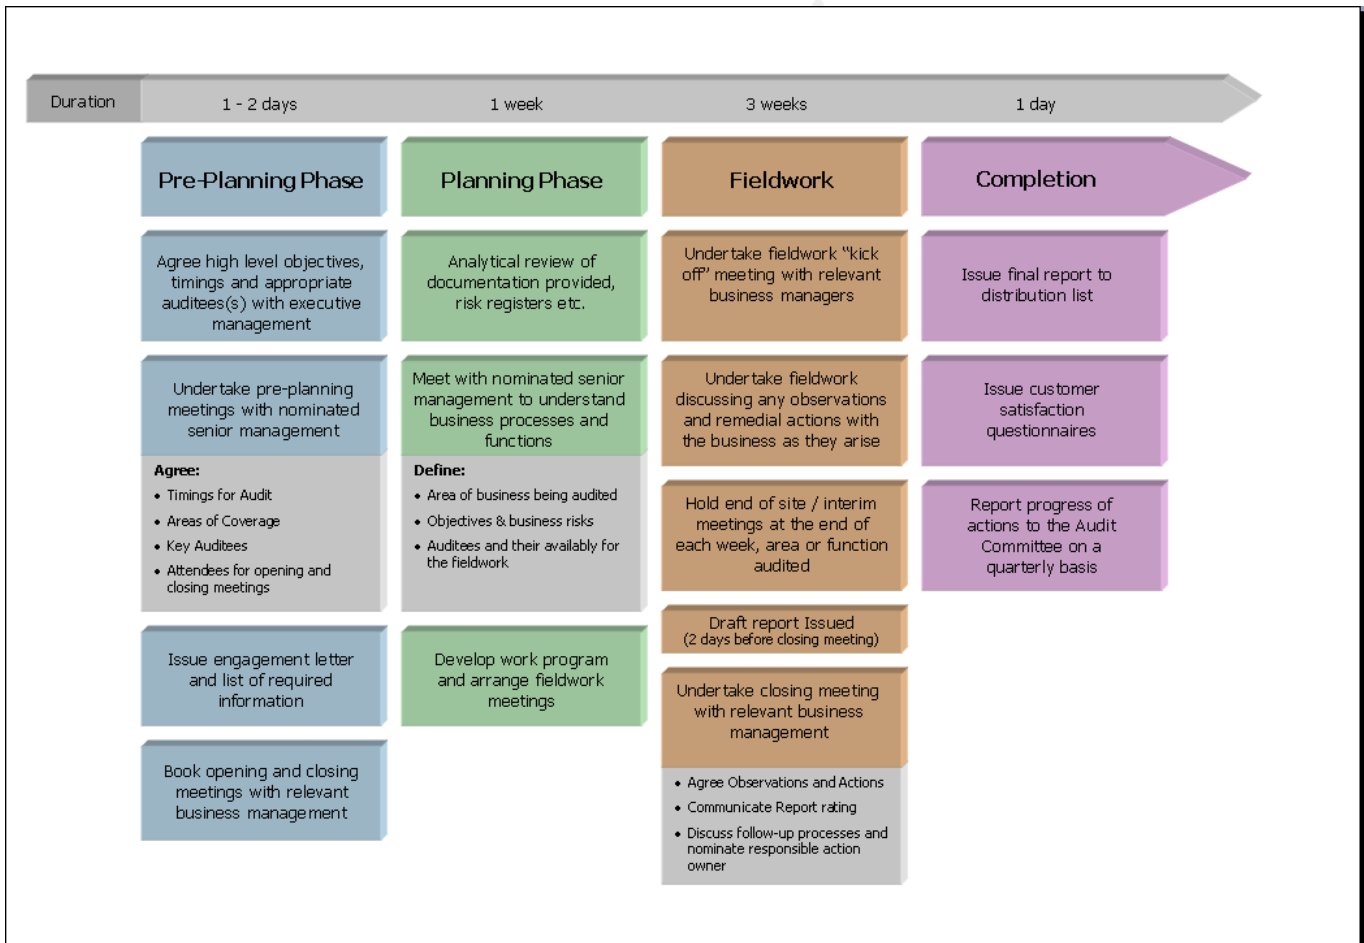 Duration
1 - 2 days
1 week
3 weeks
1 day
Pre-Planning Phase
Planning Phase
Fieldwork
Completion
Agree high level objectives,
timings and appropriate
auditees(s) with executive
management
Undertake pre-planning
meetings with nominated
senior management
Agree:
• Timings for Audit
• Areas of Coverage
• Key Auditees
• Attendees for opening and
closing meetings
Issue engagement letter
and list of required
information
Book opening and closing
meetings with relevant
business management
Analytical review of
documentation provided,
risk registers etc.
Meet with nominated senior
management to understand
business processes and
functions
Define:
• Area of business being audited
• Objectives & business risks
• Auditees and their availably for
the fieldwork
Develop work program
and arrange fieldwork
meetings
Undertake fieldwork “kick
off” meeting with relevant
business managers
Undertake fieldwork
discussing any observations
and remedial actions with
the business as they arise
Hold end of site / interim
meetings at the end of
each week, area or function
audited
Draft report Issued
(2 days before closing meeting)
Undertake closing meeting
with relevant business
management
• Agree Observations and Actions
• Communicate Report rating
• Discuss follow-up processes and
nominate responsible action
owner
Issue final report to
distribution list
Issue customer
satisfaction
questionnaires
Report progress of
actions to the Audit
Committee on a
quarterly basis